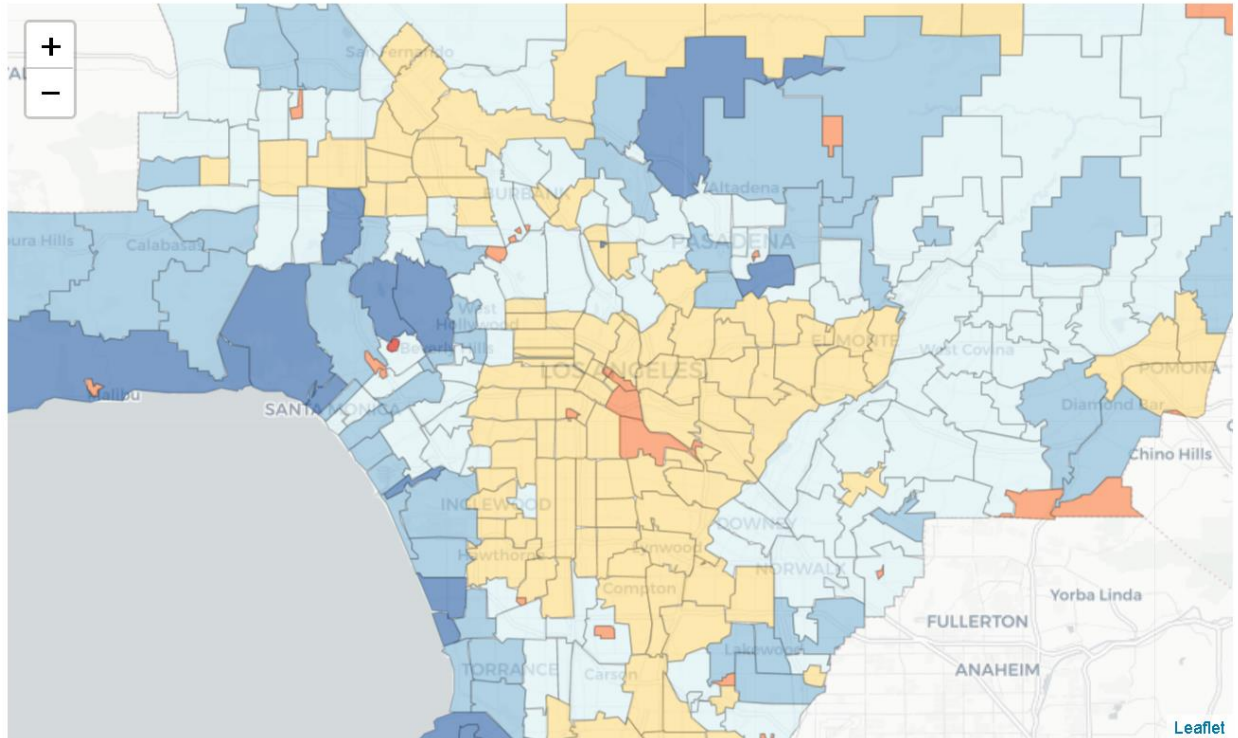 +
−
San Fernando
BURBANK
Altadena
PASADENA
Calabasas
ura Hills
West
Hollywood
Beverly Hills
EL MONTE
West Covina
LOS ANGELES
POMONA
Malibu
SANTA MONICA
Diamond Bar
Chino Hills
INGLEWOOD
DOWNEY
Hawthorne
Lynwood
NORWALK
Compton
Yorba Linda
FULLERTON
Lakewood
TORRANCE
Carson
ANAHEIM
Leaflet